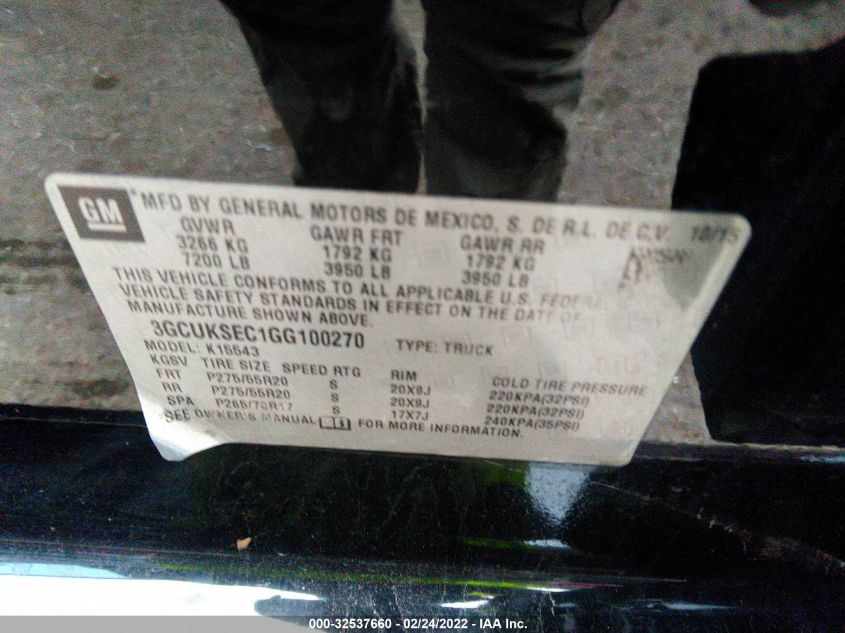 GM ® MFD BY GENERAL MOTORS DE MEXICO, S. DE R.L. DE C.V. 10/15
GVWR GAWR FRT GAWR RR
3266 KG 1792 KG 1792 KG
7200 LB 3950 LB 3950 LB
THIS VEHICLE CONFORMS TO ALL APPLICABLE U.S. FEDERAL
VEHICLE SAFETY STANDARDS IN EFFECT ON THE DATE OF
MANUFACTURE SHOWN ABOVE.
3GCUKSEC1GG100270 TYPE: TRUCK
MODEL: K15543
KGSV TIRE SIZE SPEED RTG RIM COLD TIRE PRESSURE
FRT P275/55R20 S 20X9J 220KPA(32PSI)
RR P275/55R20 S 20X9J 220KPA(32PSI)
SPA P265/70R17 S 17X7J 240KPA(35PSI)
SEE OWNER'S MANUAL FOR MORE INFORMATION.
000-32537660 - 02/24/2022 - IAA Inc.